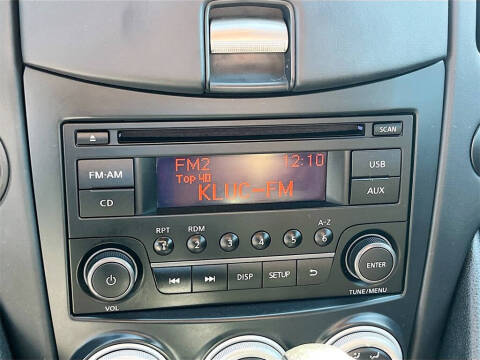 SCAN
FM2 12:10
FM·AM Top 40 USB
KLUC-FM
CD AUX
RPT RDM A-Z
1 2 3 4 5 6
DISP SETUP ENTER
VOL TUNE/MENU